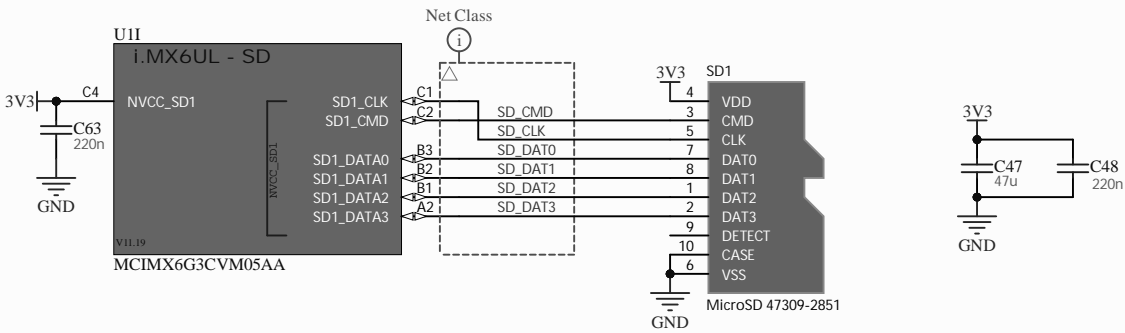 Net Class
i
U1I
i.MX6UL - SD
3V3
C4
NVCC_SD1
C63
220n
GND
NVCC_SD1
SD1_CLK
C1
SD1_CMD
C2
SD1_DATA0
B3
SD1_DATA1
B2
SD1_DATA2
B1
SD1_DATA3
A2
V11.19
MCIMX6G3CVM05AA
SD_CMD
SD_CLK
SD_DAT0
SD_DAT1
SD_DAT2
SD_DAT3
3V3
SD1
4
VDD
3
CMD
5
CLK
7
DAT0
8
DAT1
1
DAT2
2
DAT3
9
DETECT
10
CASE
6
VSS
GND
MicroSD 47309-2851
3V3
C47
47u
C48
220n
GND